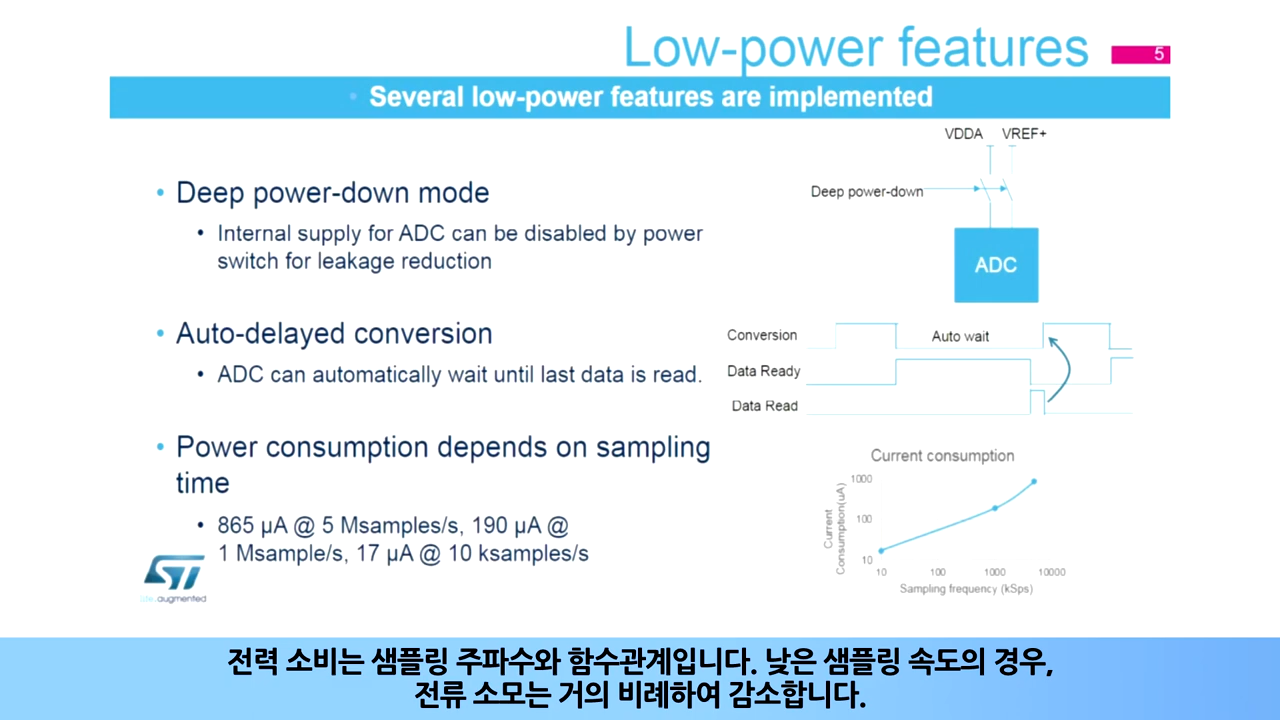 Low-power features
5
• Several low-power features are implemented
• Deep power-down mode
• Internal supply for ADC can be disabled by power
switch for leakage reduction
• Auto-delayed conversion
• ADC can automatically wait until last data is read.
• Power consumption depends on sampling
time
• 865 µA @ 5 Msamples/s, 190 µA @
1 Msample/s, 17 µA @ 10 ksamples/s
VDDA VREF+
Deep power-down
ADC
Conversion
Auto wait
Data Ready
Data Read
Current consumption
Current
Consumption(uA)
1000
100
10
10 100 1000 10000
Sampling frequency (kSps)
ST
life.augmented
전력 소비는 샘플링 주파수와 함수관계입니다. 낮은 샘플링 속도의 경우,
전류 소모는 거의 비례하여 감소합니다.